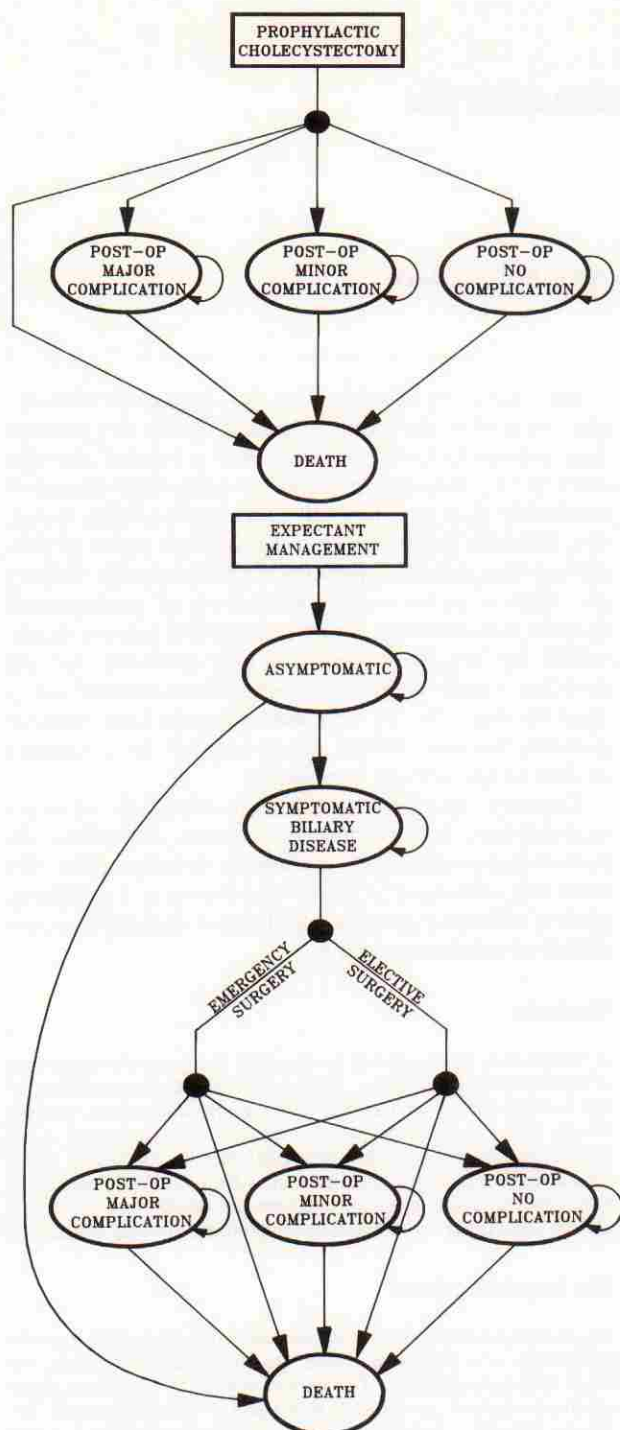 PROPHYLACTIC
CHOLECYSTECTOMY
POST-OP
MAJOR
COMPLICATION
POST-OP
MINOR
COMPLICATION
POST-OP
NO
COMPLICATION
DEATH
EXPECTANT
MANAGEMENT
ASYMPTOMATIC
SYMPTOMATIC
BILIARY
DISEASE
EMERGENCY
SURGERY
ELECTIVE
SURGERY
POST-OP
MAJOR
COMPLICATION
POST-OP
MINOR
COMPLICATION
POST-OP
NO
COMPLICATION
DEATH